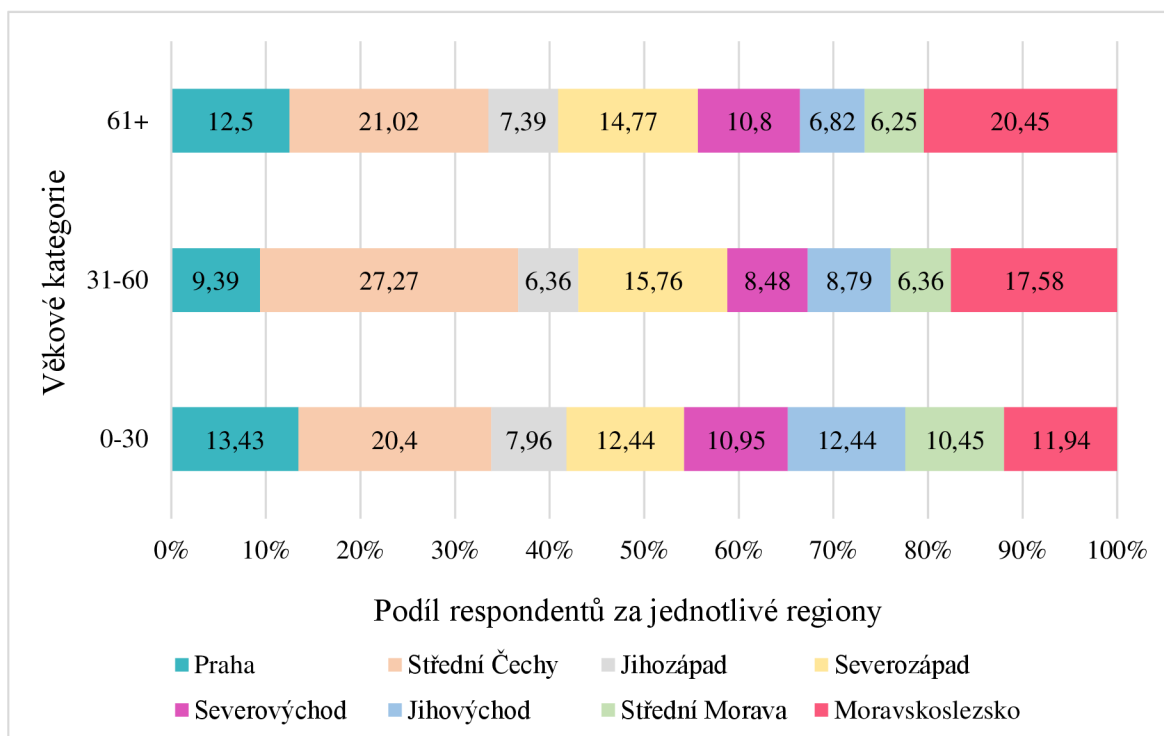 61+
12,5 21,02 7,39 14,77 10,8 6,82 6,25 20,45
31-60
9,39 27,27 6,36 15,76 8,48 8,79 6,36 17,58
0-30
13,43 20,4 7,96 12,44 10,95 12,44 10,45 11,94
Věkové kategorie
0% 10% 20% 30% 40% 50% 60% 70% 80% 90% 100%
Podíl respondentů za jednotlivé regiony
Praha Střední Čechy Jihozápad Severozápad
Severovýchod Jihovýchod Střední Morava Moravskoslezsko